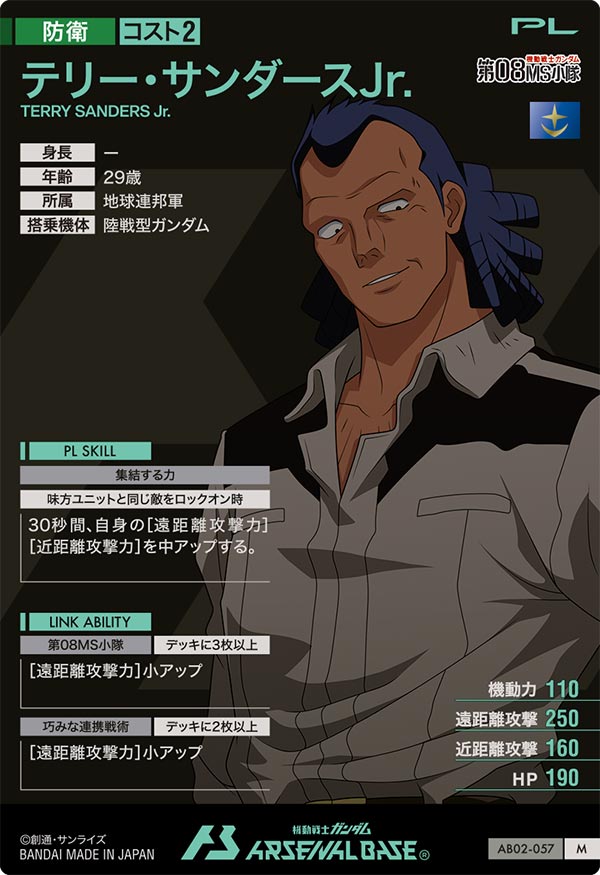 防衛 コスト2 PL
テリー・サンダースJr.
TERRY SANDERS Jr.
機動戦士ガンダム
第08MS小隊
身長 ー
年齢 29歳
所属 地球連邦軍
搭乗機体 陸戦型ガンダム
PL SKILL
集結する力
味方ユニットと同じ敵をロックオン時
30秒間、自身の[遠距離攻撃力]
[近距離攻撃力]を中アップする。
LINK ABILITY
第08MS小隊 デッキに3枚以上
[遠距離攻撃力]小アップ
巧みな連携戦術 デッキに2枚以上
[遠距離攻撃力]小アップ
機動力 110
遠距離攻撃 250
近距離攻撃 160
HP 190
©創通・サンライズ
BANDAI MADE IN JAPAN
機動戦士ガンダム
ARSENAL BASE®
AB02-057 M